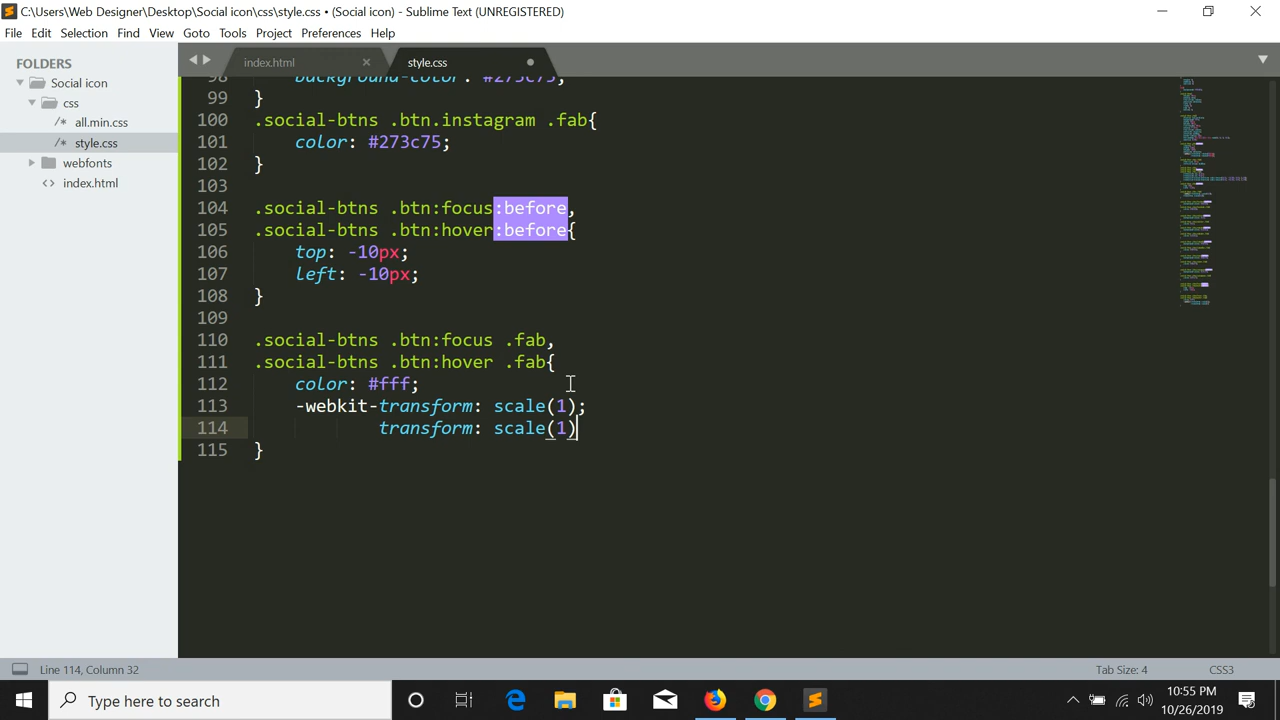 C:\Users\Web Designer\Desktop\Social icon\css\style.css • (Social icon) - Sublime Text (UNREGISTERED)
File Edit Selection Find View Goto Tools Project Preferences Help
FOLDERS
Social icon
css
/* all.min.css
/* style.css
webfonts
<> index.html
index.html
style.css
98 background-color: #273c75;
99 }
100 .social-btns .btn.instagram .fab{
101 color: #273c75;
102 }
103
104 .social-btns .btn:focus:before,
105 .social-btns .btn:hover:before{
106 top: -10px;
107 left: -10px;
108 }
109
110 .social-btns .btn:focus .fab,
111 .social-btns .btn:hover .fab{
112 color: #fff;
113 -webkit-transform: scale(1);
114 transform: scale(1)
115 }
Line 114, Column 32
Tab Size: 4
CSS3
Type here to search
10:55 PM
10/26/2019